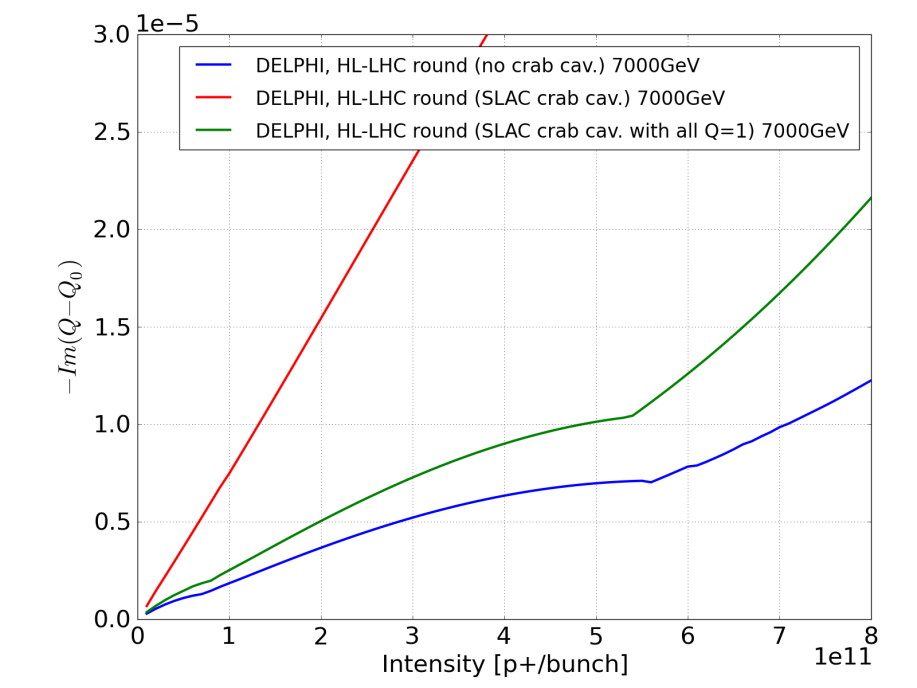 1e−5
3.0
2.5
2.0
1.5
1.0
0.5
0.0
−Im(Q−Q₀)
DELPHI, HL-LHC round (no crab cav.) 7000GeV
DELPHI, HL-LHC round (SLAC crab cav.) 7000GeV
DELPHI, HL-LHC round (SLAC crab cav. with all Q=1) 7000GeV
0 1 2 3 4 5 6 7 8
1e11
Intensity [p+/bunch]